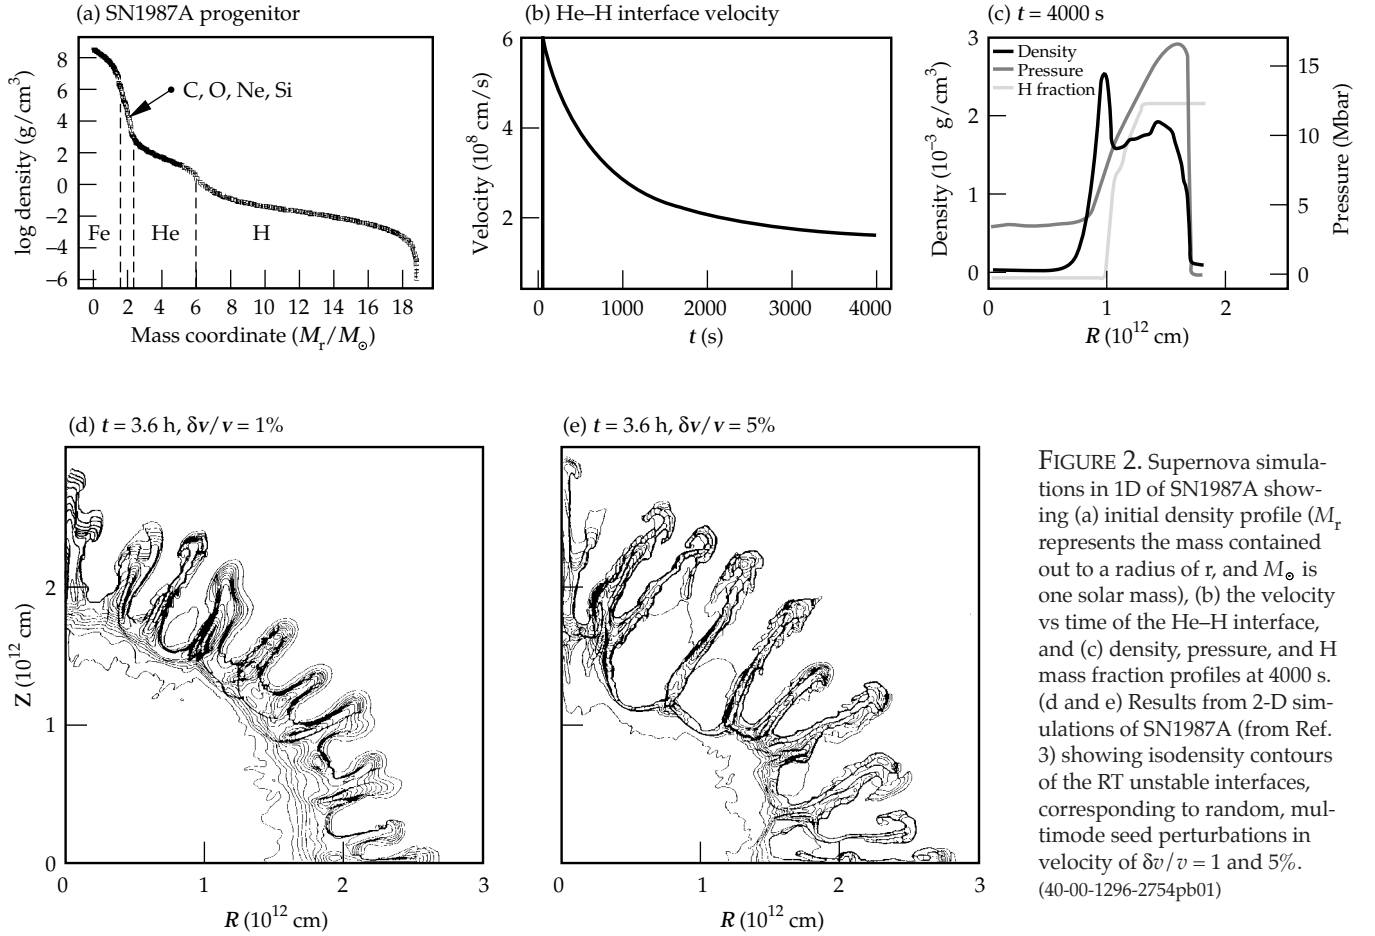 (a) SN1987A progenitor
log density (g/cm³)
8
6
4
2
0
–2
–4
–6
C, O, Ne, Si
Fe
He
H
0 2 4 6 8 10 12 14 16 18
Mass coordinate (Mr/M⊙)
(b) He–H interface velocity
Velocity (10⁸ cm/s)
6
4
2
0 1000 2000 3000 4000
t (s)
(c) t = 4000 s
Density (10⁻³ g/cm³)
3
2
1
0
Density
Pressure
H fraction
15
10
5
0
Pressure (Mbar)
0 1 2
R (10¹² cm)
(d) t = 3.6 h, δv/v = 1%
Z (10¹² cm)
2
1
0
0 1 2 3
R (10¹² cm)
(e) t = 3.6 h, δv/v = 5%
0 1 2 3
R (10¹² cm)
FIGURE 2. Supernova simula-
tions in 1D of SN1987A show-
ing (a) initial density profile (Mr
represents the mass contained
out to a radius of r, and M⊙ is
one solar mass), (b) the velocity
vs time of the He–H interface,
and (c) density, pressure, and H
mass fraction profiles at 4000 s.
(d and e) Results from 2-D sim-
ulations of SN1987A (from Ref.
3) showing isodensity contours
of the RT unstable interfaces,
corresponding to random, mul-
timode seed perturbations in
velocity of δv/v = 1 and 5%.
(40-00-1296-2754pb01)